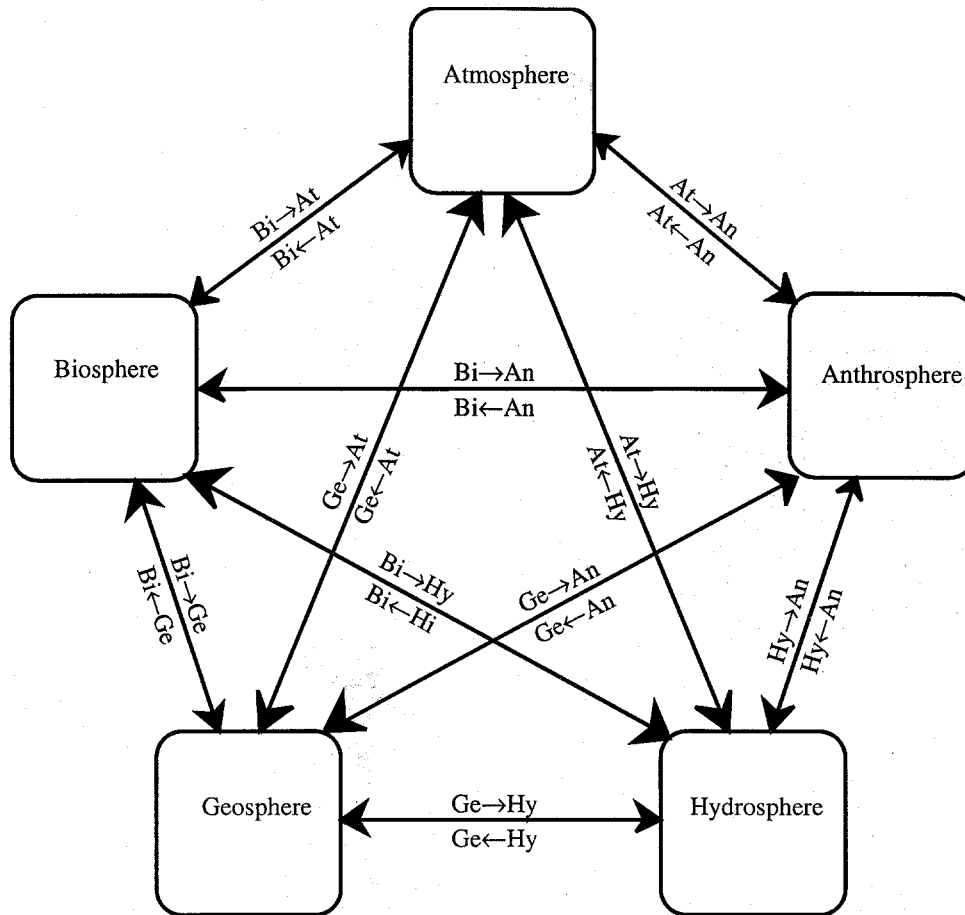 Atmosphere
Bi→At
Bi←At
At→An
At←An
Biosphere
Bi→An
Bi←An
Anthrosphere
Ge→At
Ge←At
At→Hy
At←Hy
Bi→Hy
Bi←Hi
Ge→An
Ge←An
Bi→Ge
Bi←Ge
Hy→An
Hy←An
Geosphere
Ge→Hy
Ge←Hy
Hydrosphere